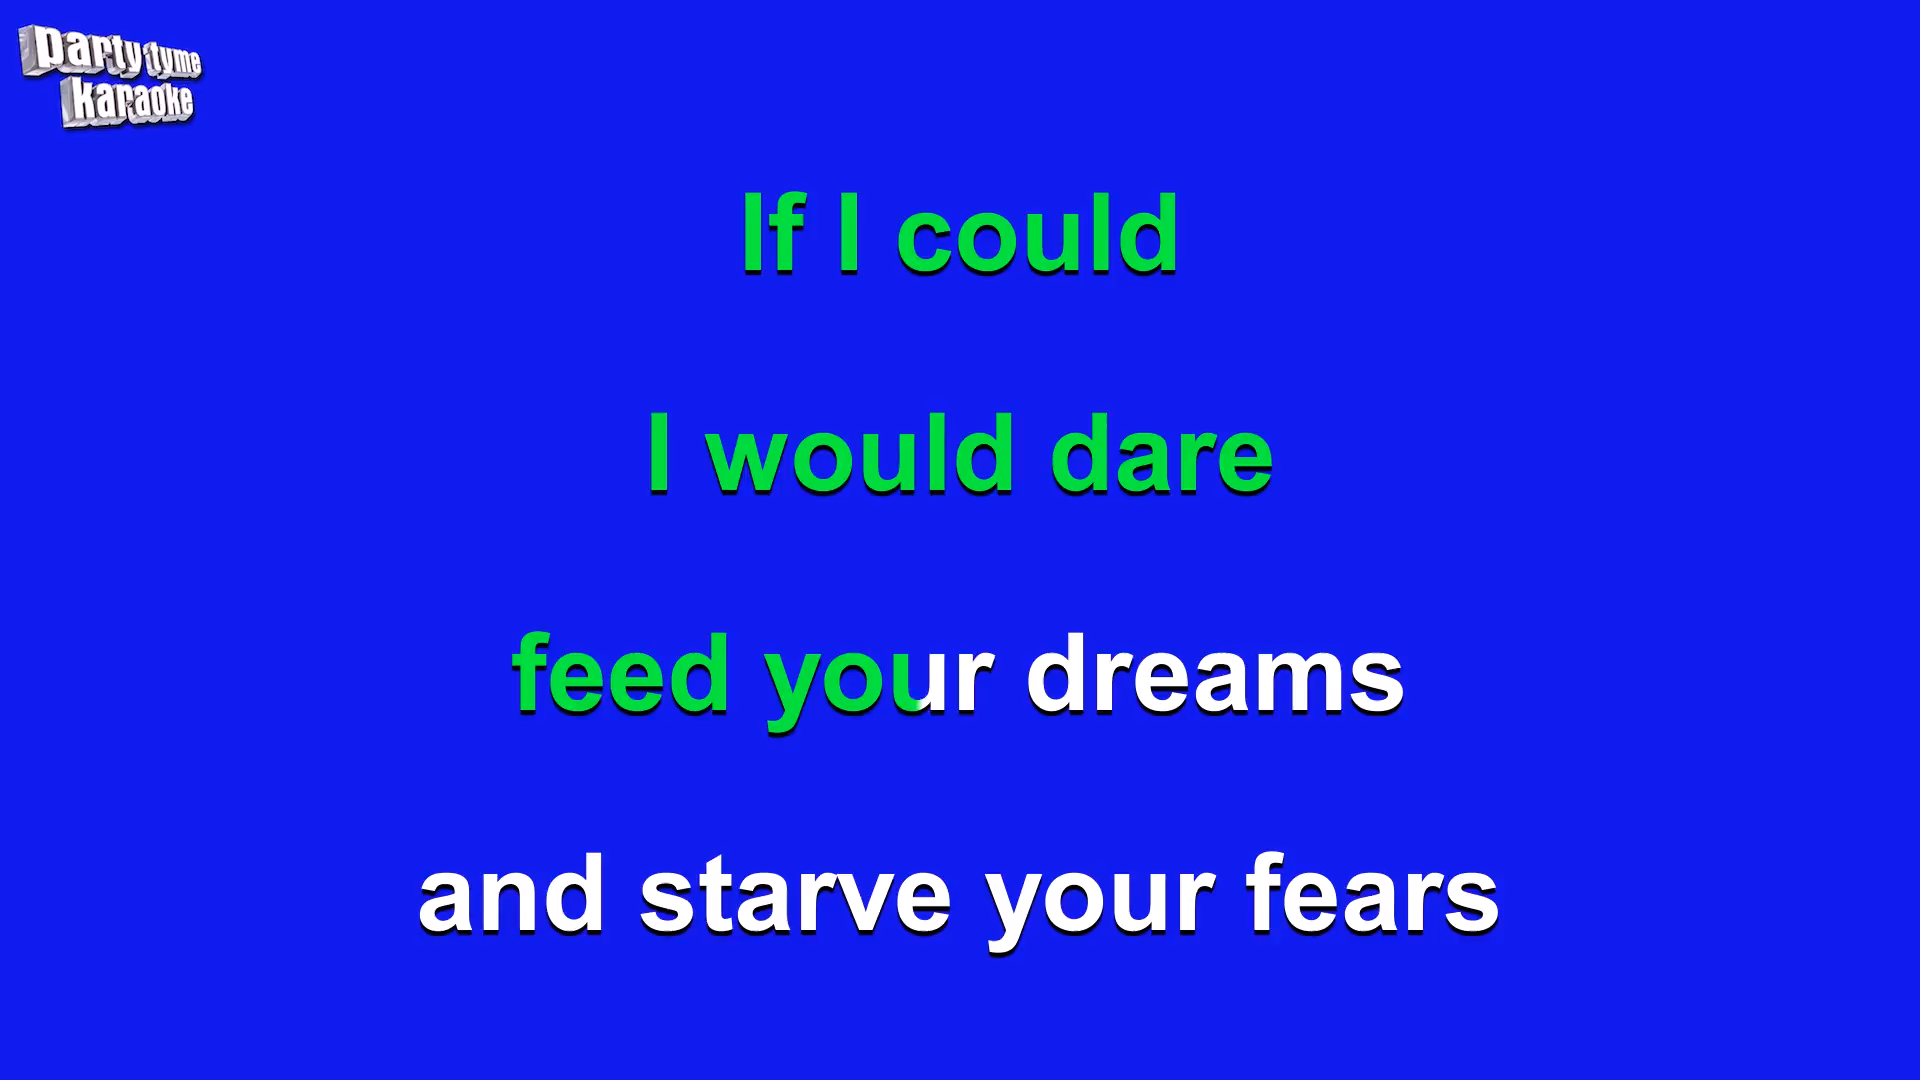 party tyme
karaoke
If I could
I would dare
feed your dreams
and starve your fears